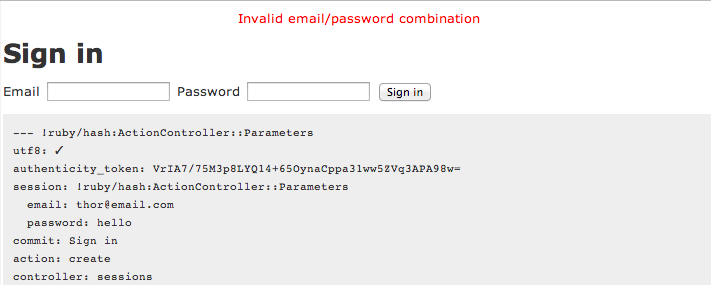 Invalid email/password combination
Sign in
Email Password Sign in
--- !ruby/hash:ActionController::Parameters
utf8: ✓
authenticity_token: VrIA7/75M3p8LYQ14+65OynaCppa31ww5ZVq3APA98w=
session: !ruby/hash:ActionController::Parameters
email: thor@email.com
password: hello
commit: Sign in
action: create
controller: sessions